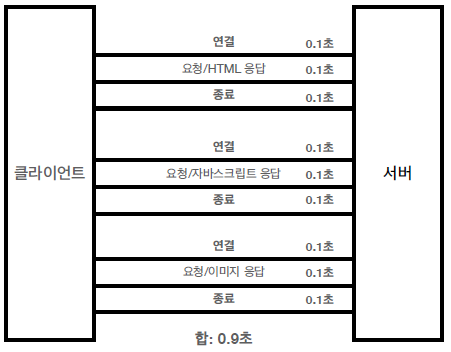 연결 0.1초
요청/HTML 응답 0.1초
종료 0.1초
연결 0.1초
클라이언트 요청/자바스크립트 응답 0.1초 서버
종료 0.1초
연결 0.1초
요청/이미지 응답 0.1초
종료 0.1초
합: 0.9초